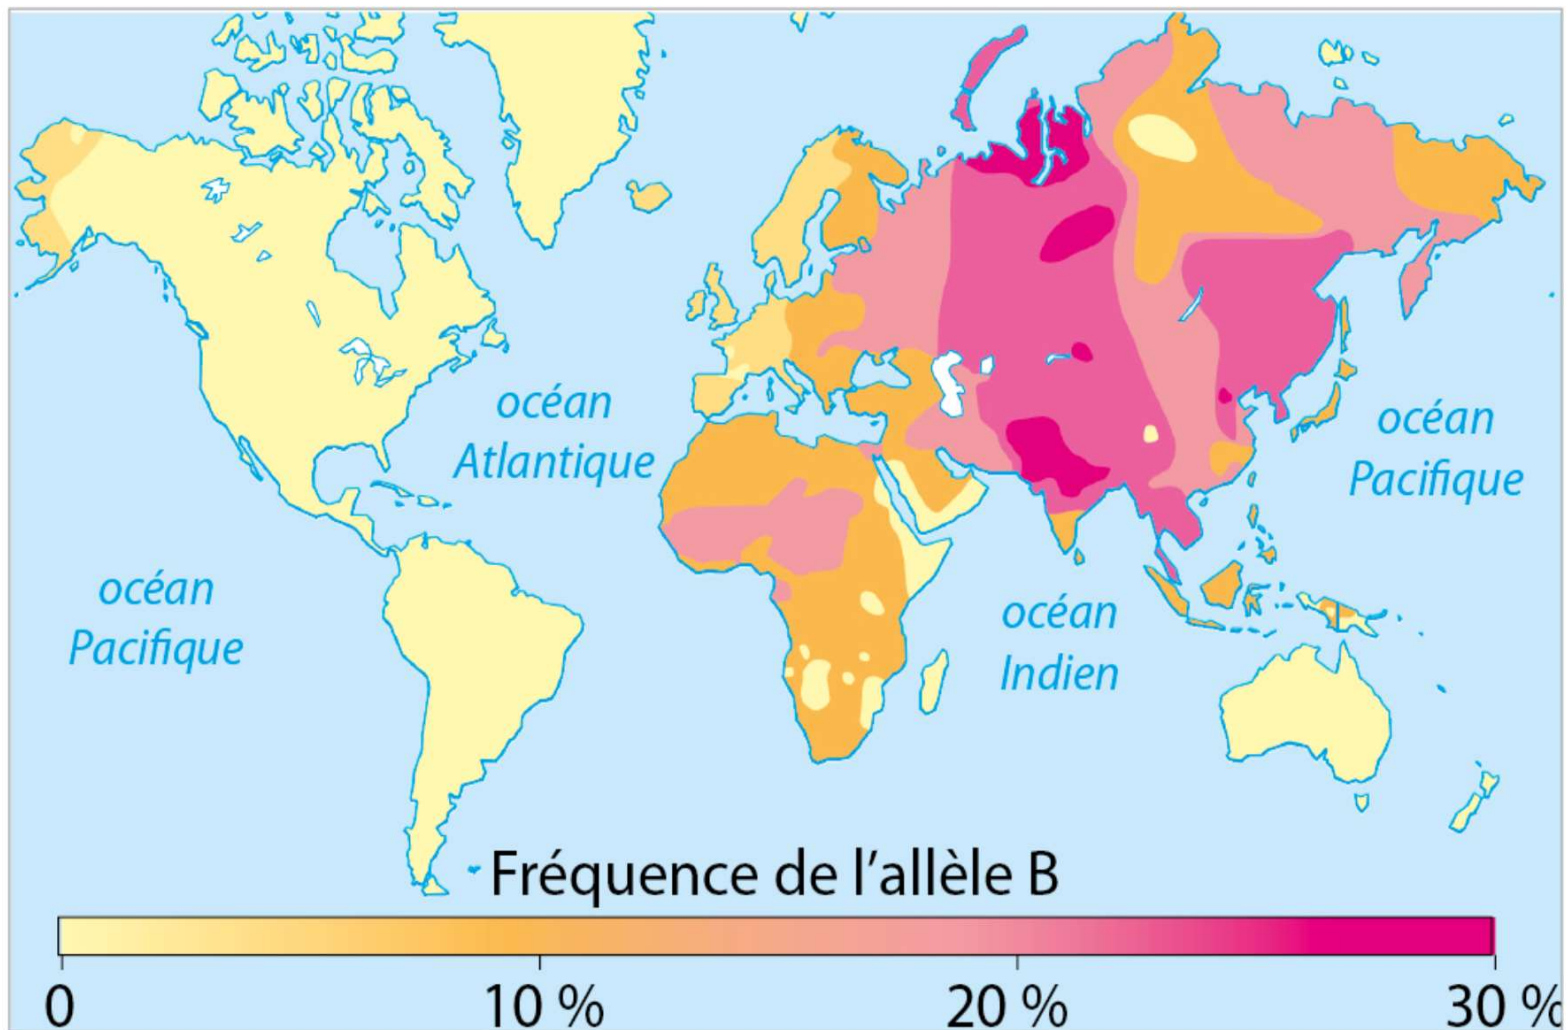 océan
Atlantique
océan
Pacifique
océan
Pacifique
océan
Indien
Fréquence de l'allèle B
0
10 %
20 %
30 %